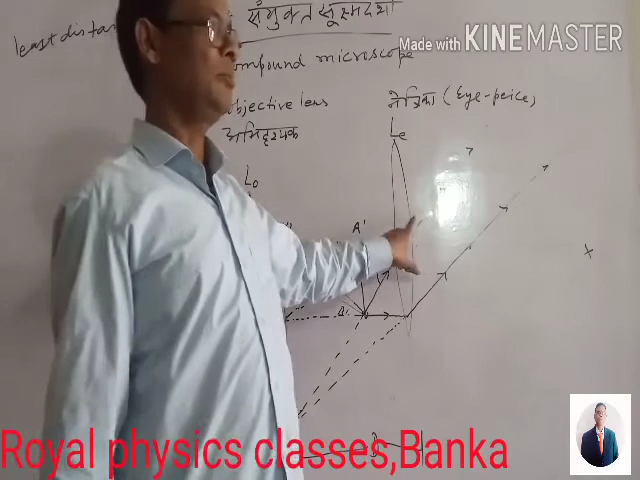 least distan
संयुक्त सूक्ष्मदर्शी
Made with KINEMASTER
ompound microscope
objective lens
नेत्रिका (Eye-peice)
अभिदृश्यक
Le
Lo
A'
x
Royal physics classes,Banka